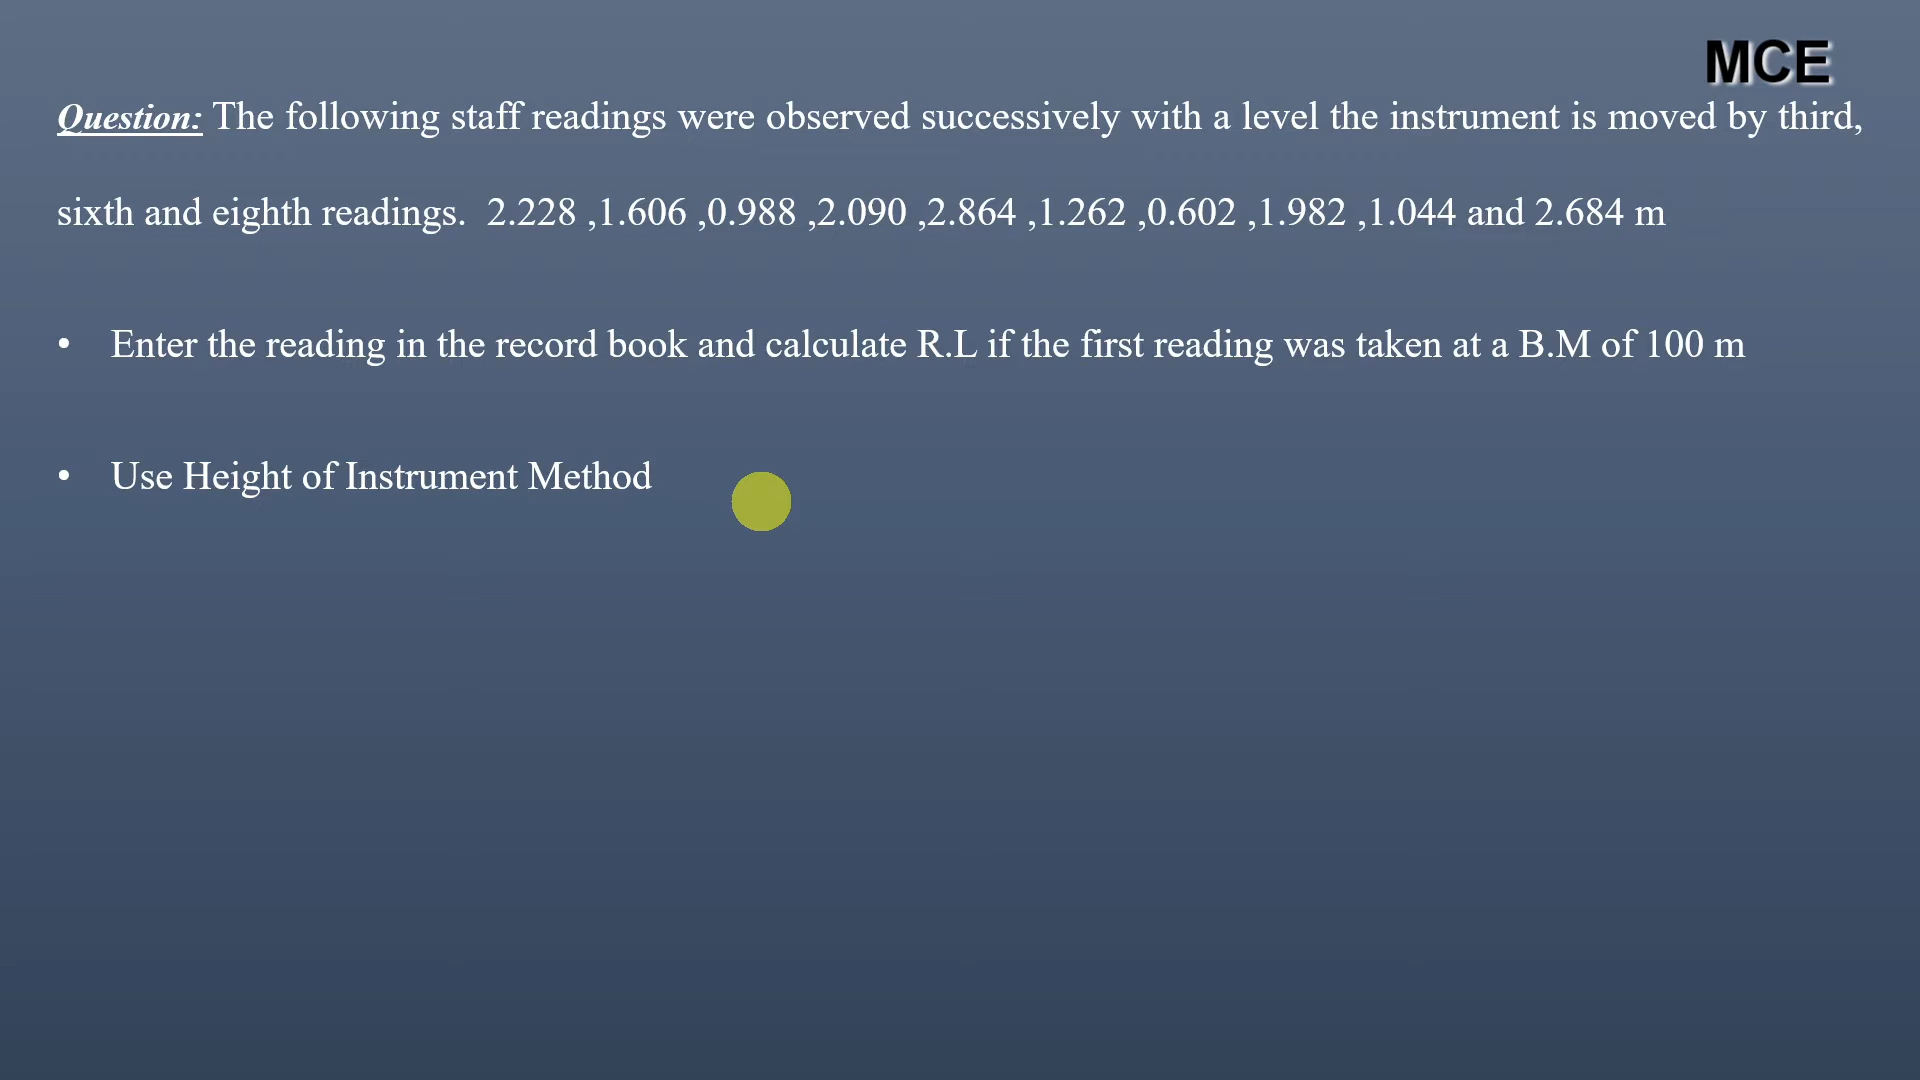 MCE
Question: The following staff readings were observed successively with a level the instrument is moved by third,
sixth and eighth readings. 2.228 ,1.606 ,0.988 ,2.090 ,2.864 ,1.262 ,0.602 ,1.982 ,1.044 and 2.684 m
• Enter the reading in the record book and calculate R.L if the first reading was taken at a B.M of 100 m
• Use Height of Instrument Method